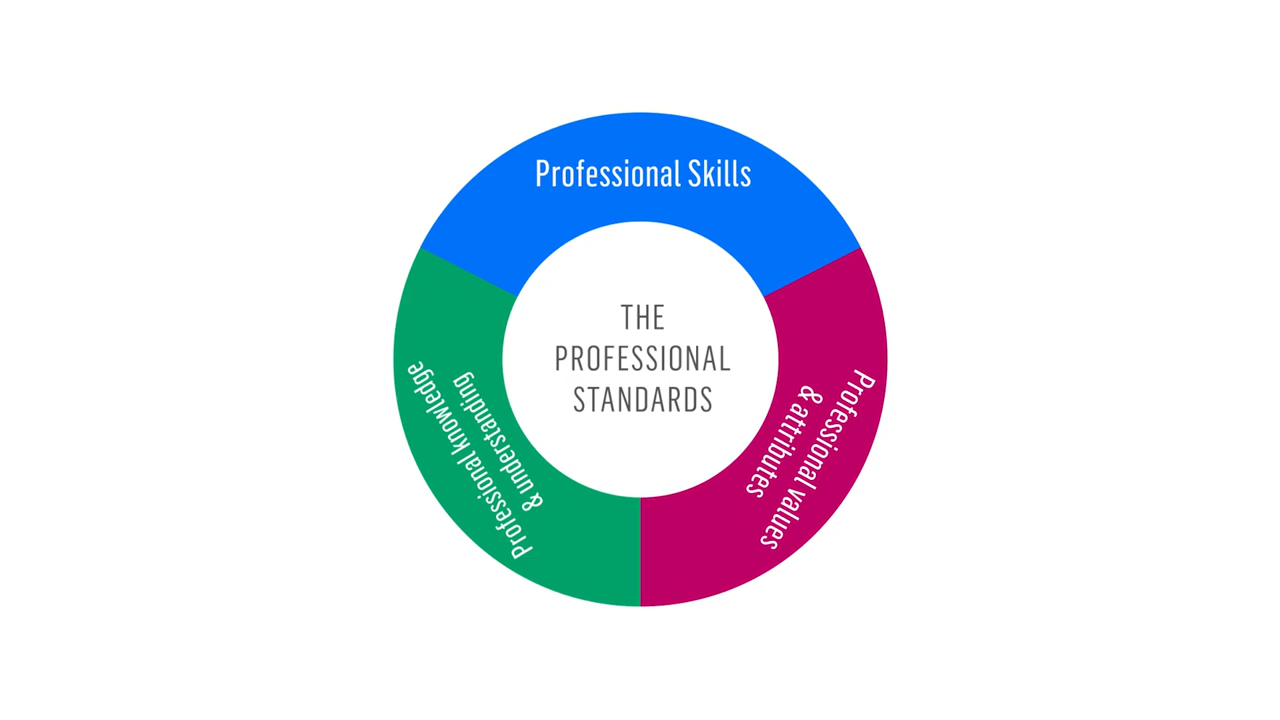 Professional Skills
THE
PROFESSIONAL
STANDARDS
Professional values
& attributes
Professional knowledge
& understanding